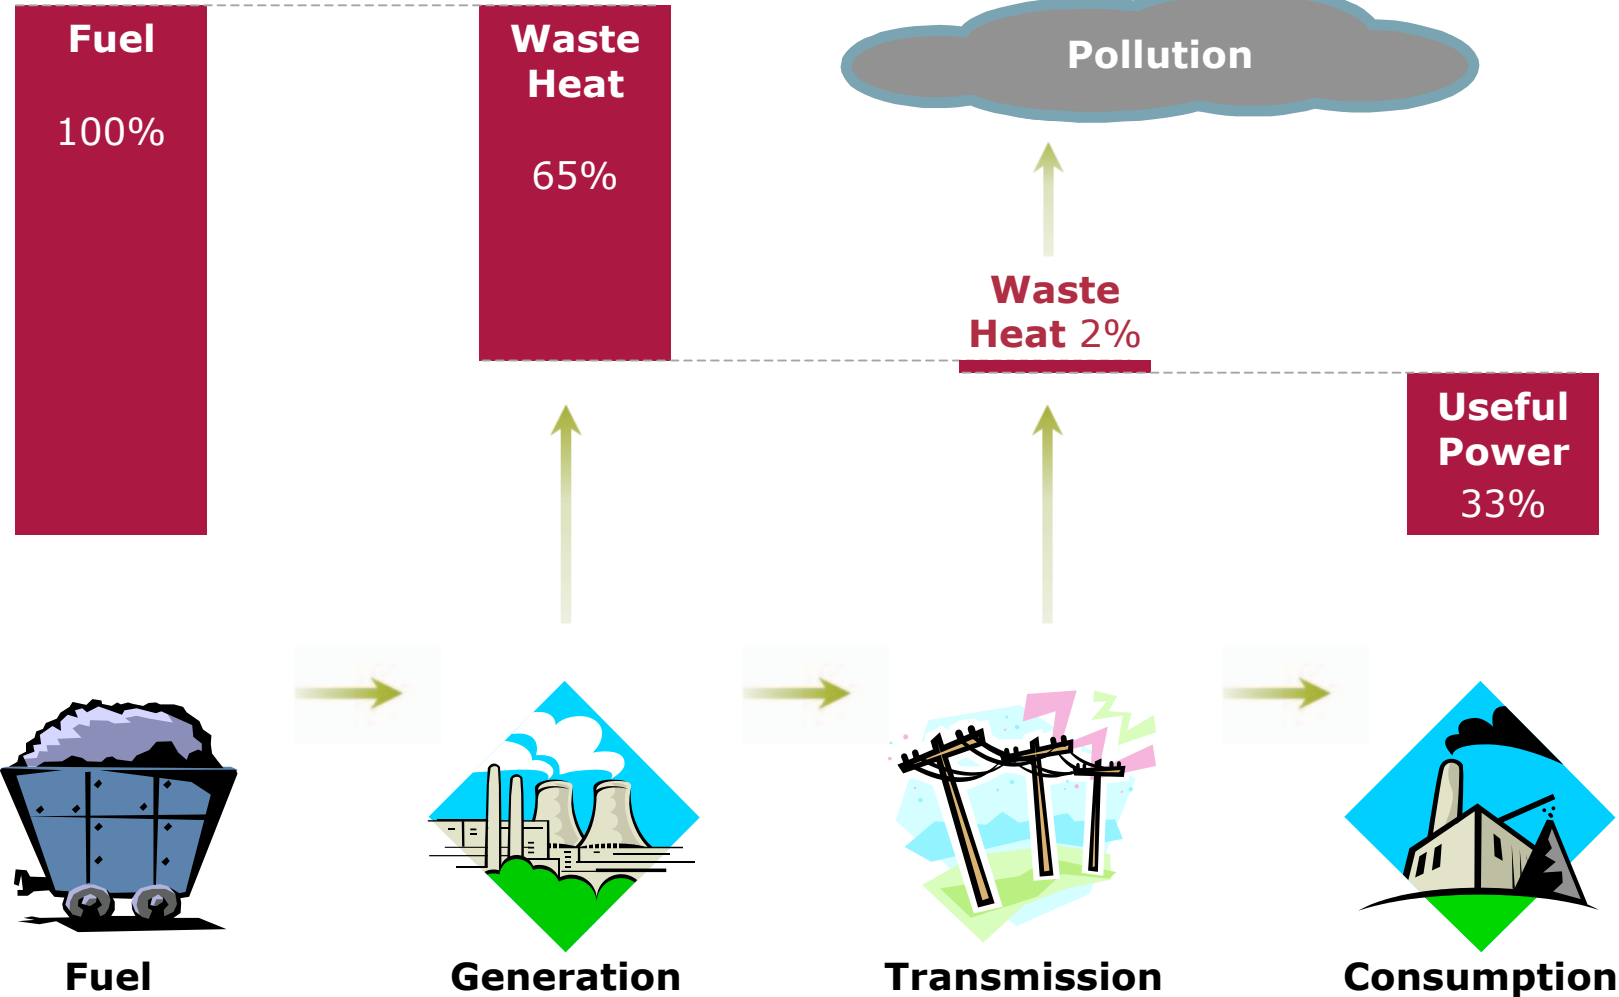 Fuel
100%
Waste
Heat
65%
Pollution
Waste
Heat 2%
Useful
Power
33%
Fuel
Generation
Transmission
Consumption